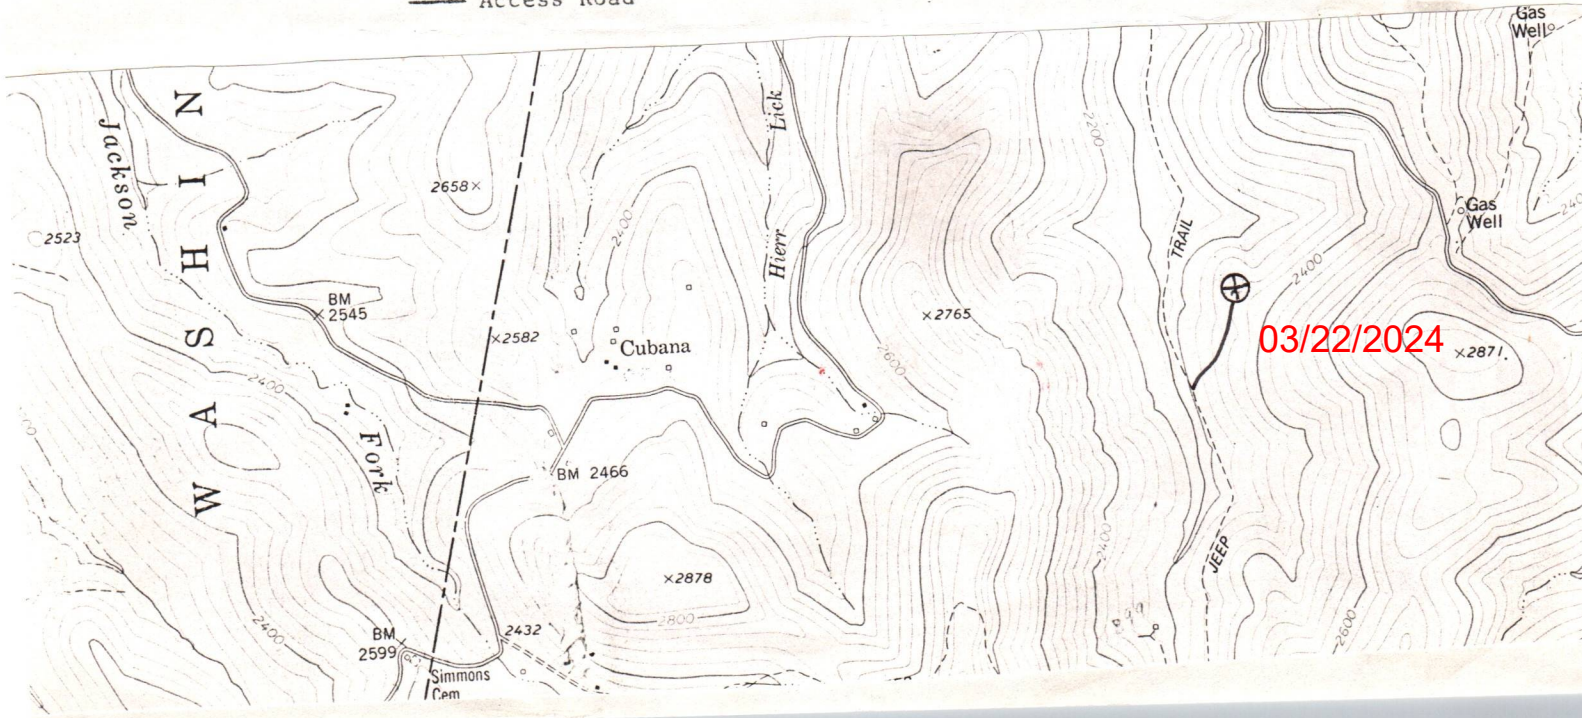 Access Road
Gas
Well
N
I
H
S
A
W
Jackson
Fork
Lick
Hierr
2200
2658
2400
TRAIL
Gas
Well
240
2523
BM
2545
2582
Cubana
2765
2600
2400
03/22/2024
2871
2400
BM 2466
2400
JEEP
2878
2800
2432
BM
2599
2400
Simmons
Cem
2600